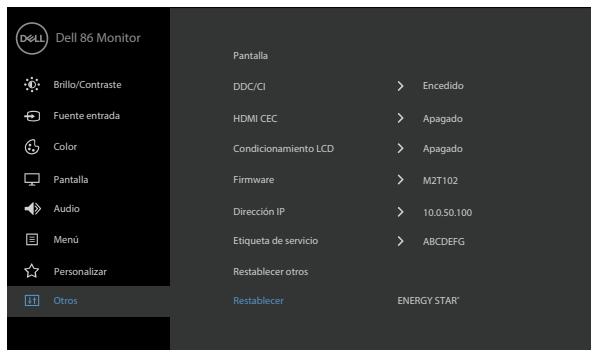 DELL Dell 86 Monitor
Pantalla
Brillo/Contraste
DDC/CI Encedido
Fuente entrada
HDMI CEC Apagado
Color
Condicionamiento LCD Apagado
Pantalla
Firmware M2T102
Audio
Dirección IP 10.0.50.100
Menú
Etiqueta de servicio ABCDEFG
Personalizar
Restablecer otros
Otros
Restablecer ENERGY STAR®